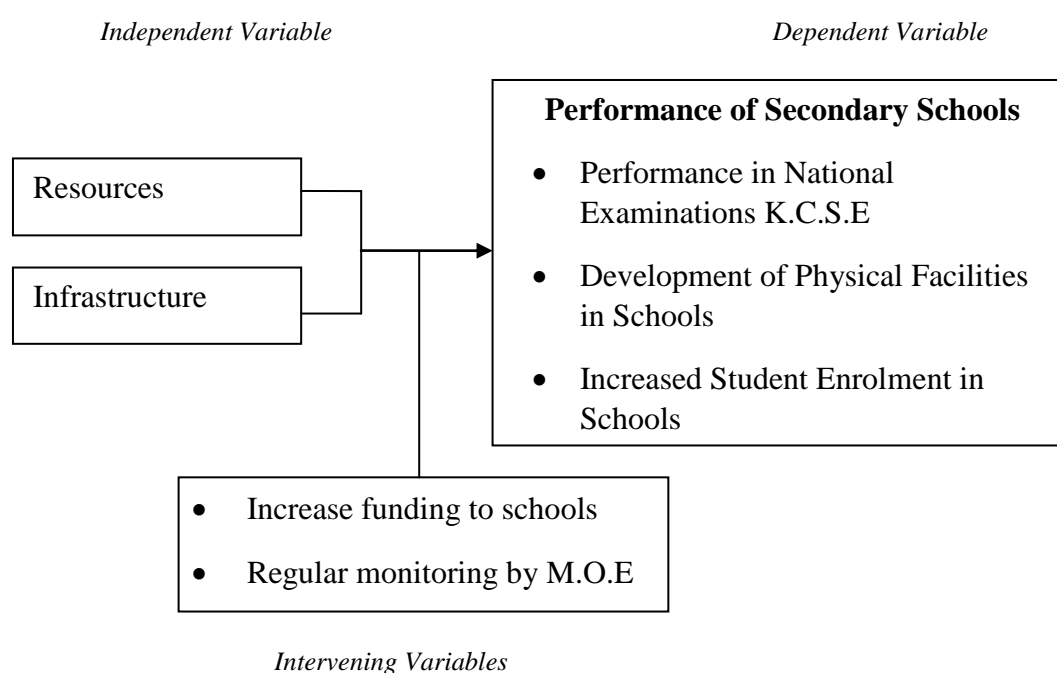 Independent Variable
Dependent Variable
Performance of Secondary Schools
• Performance in National
Examinations K.C.S.E
• Development of Physical Facilities
in Schools
• Increased Student Enrolment in
Schools
Resources
Infrastructure
• Increase funding to schools
• Regular monitoring by M.O.E
Intervening Variables